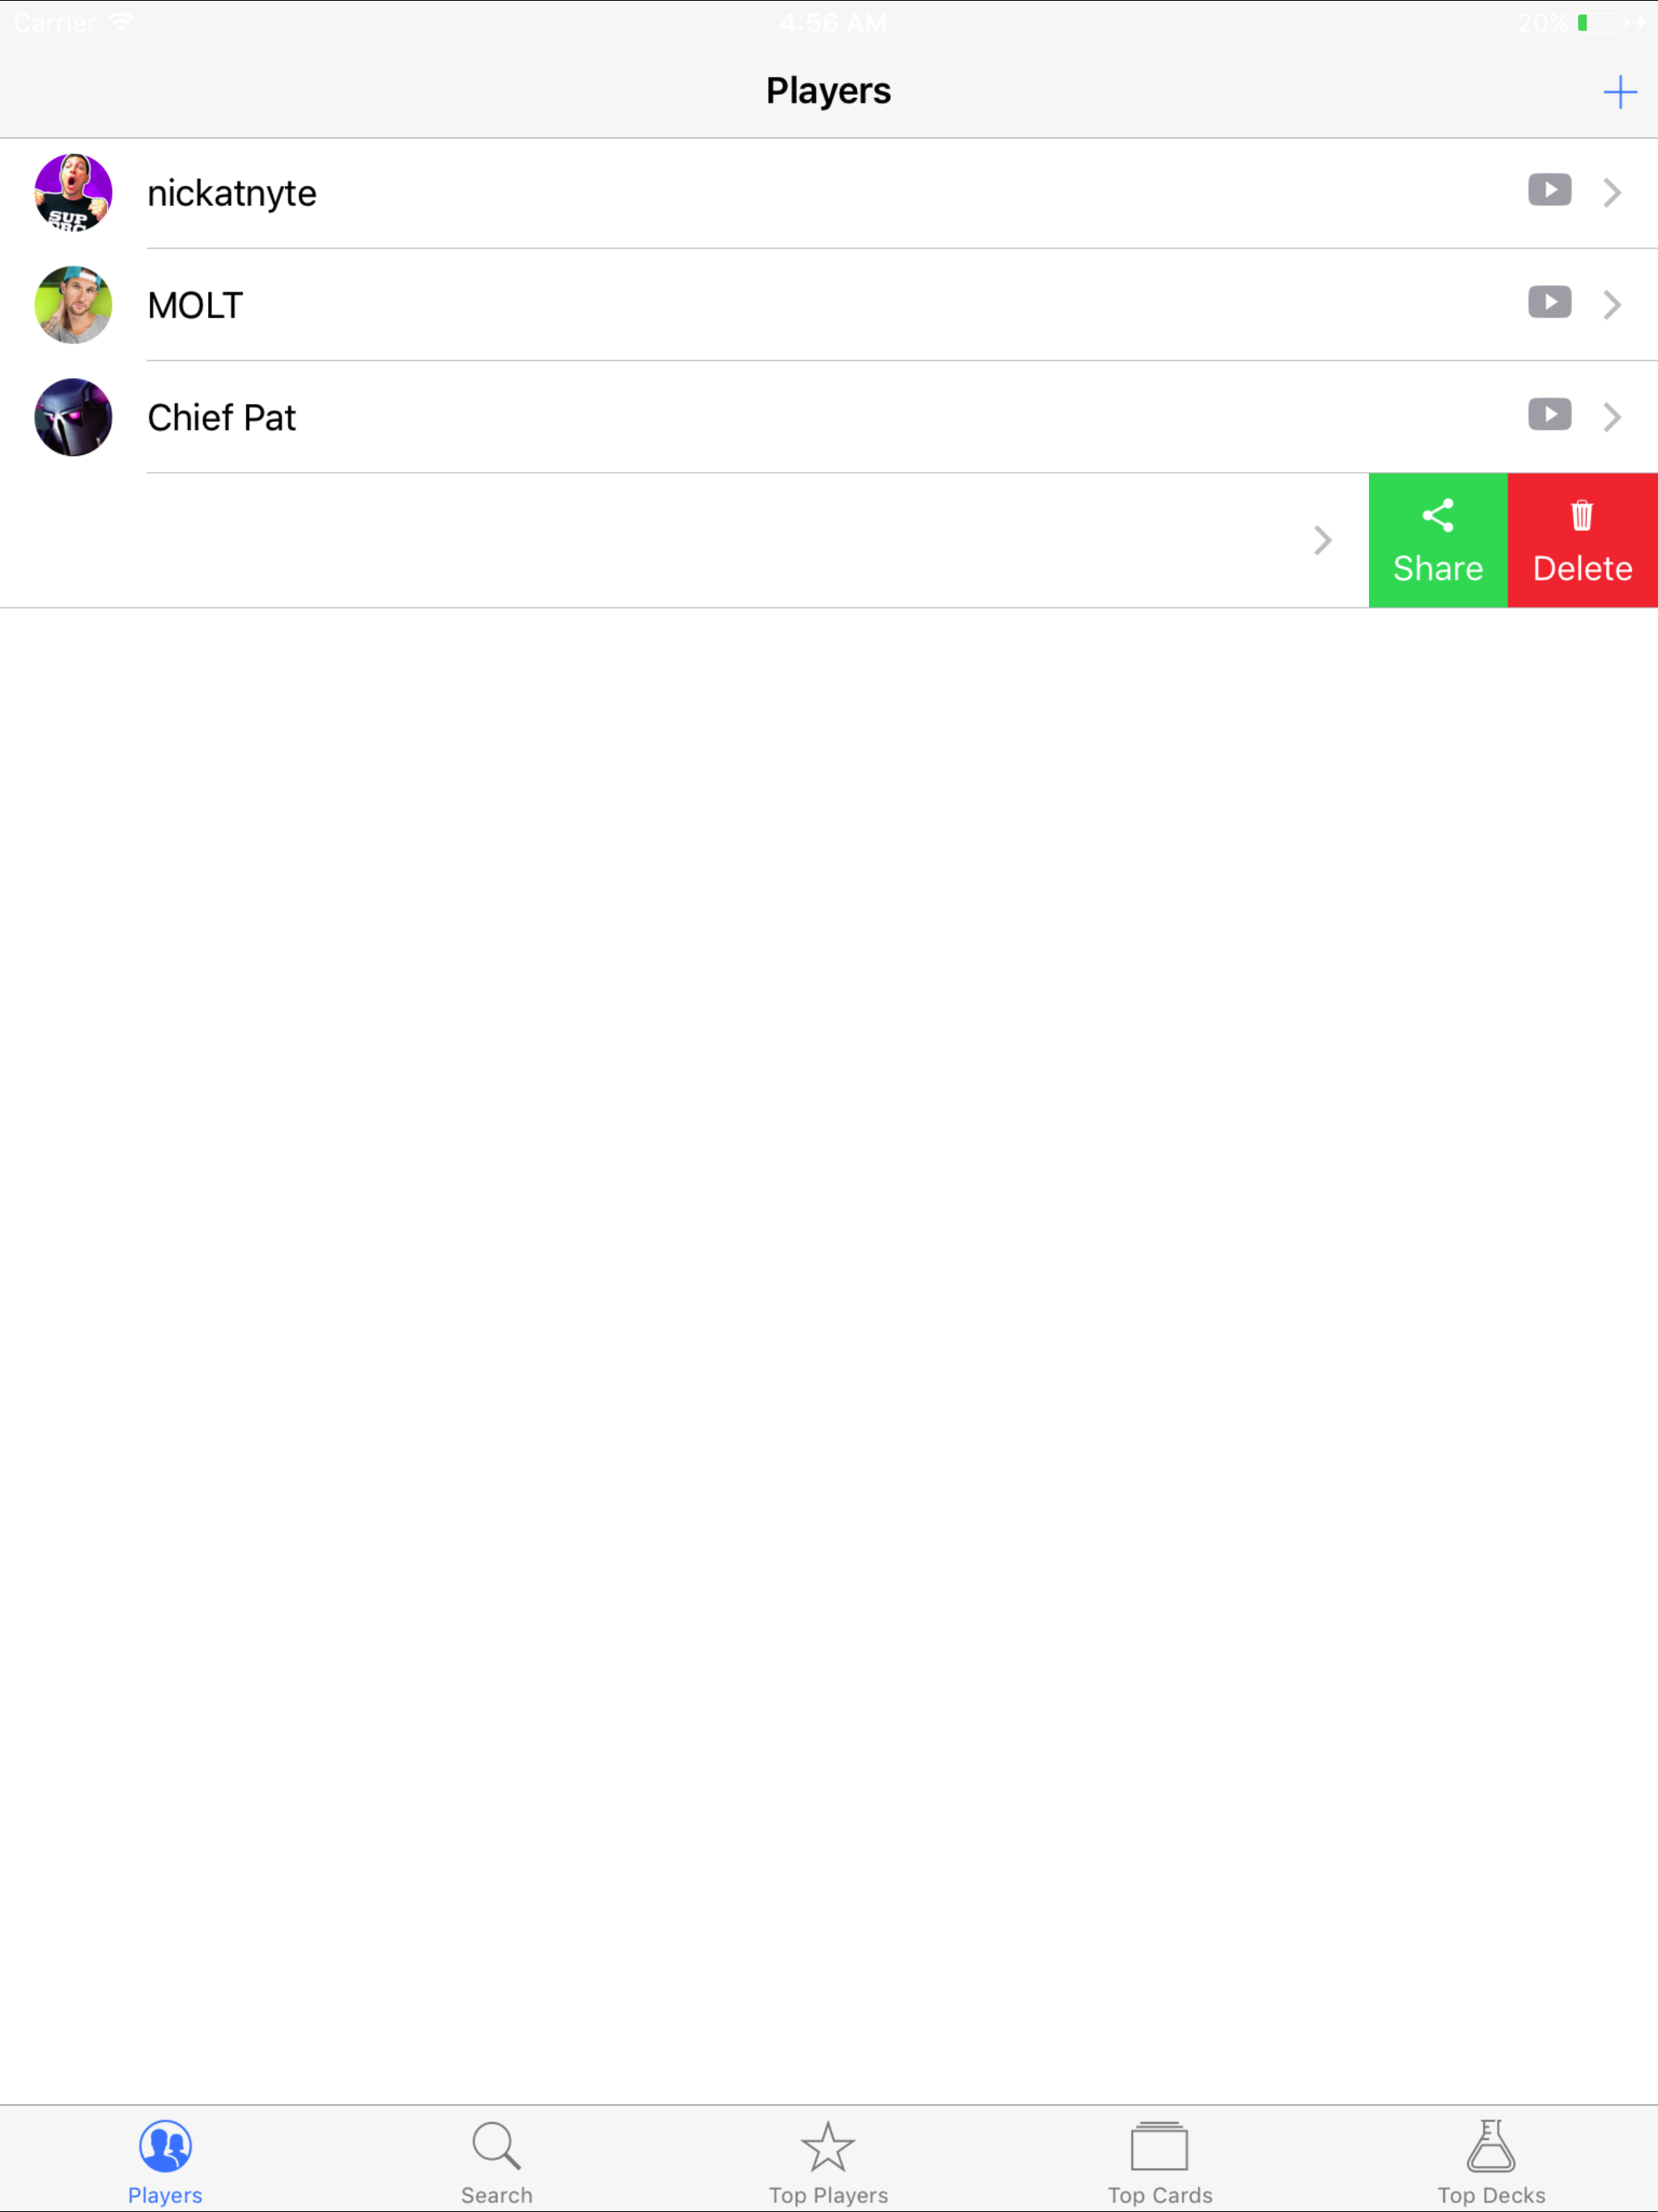 Carrier 4:56 AM 20%
Players
nickatnyte
MOLT
Chief Pat
Share Delete
Players Search Top Players Top Cards Top Decks